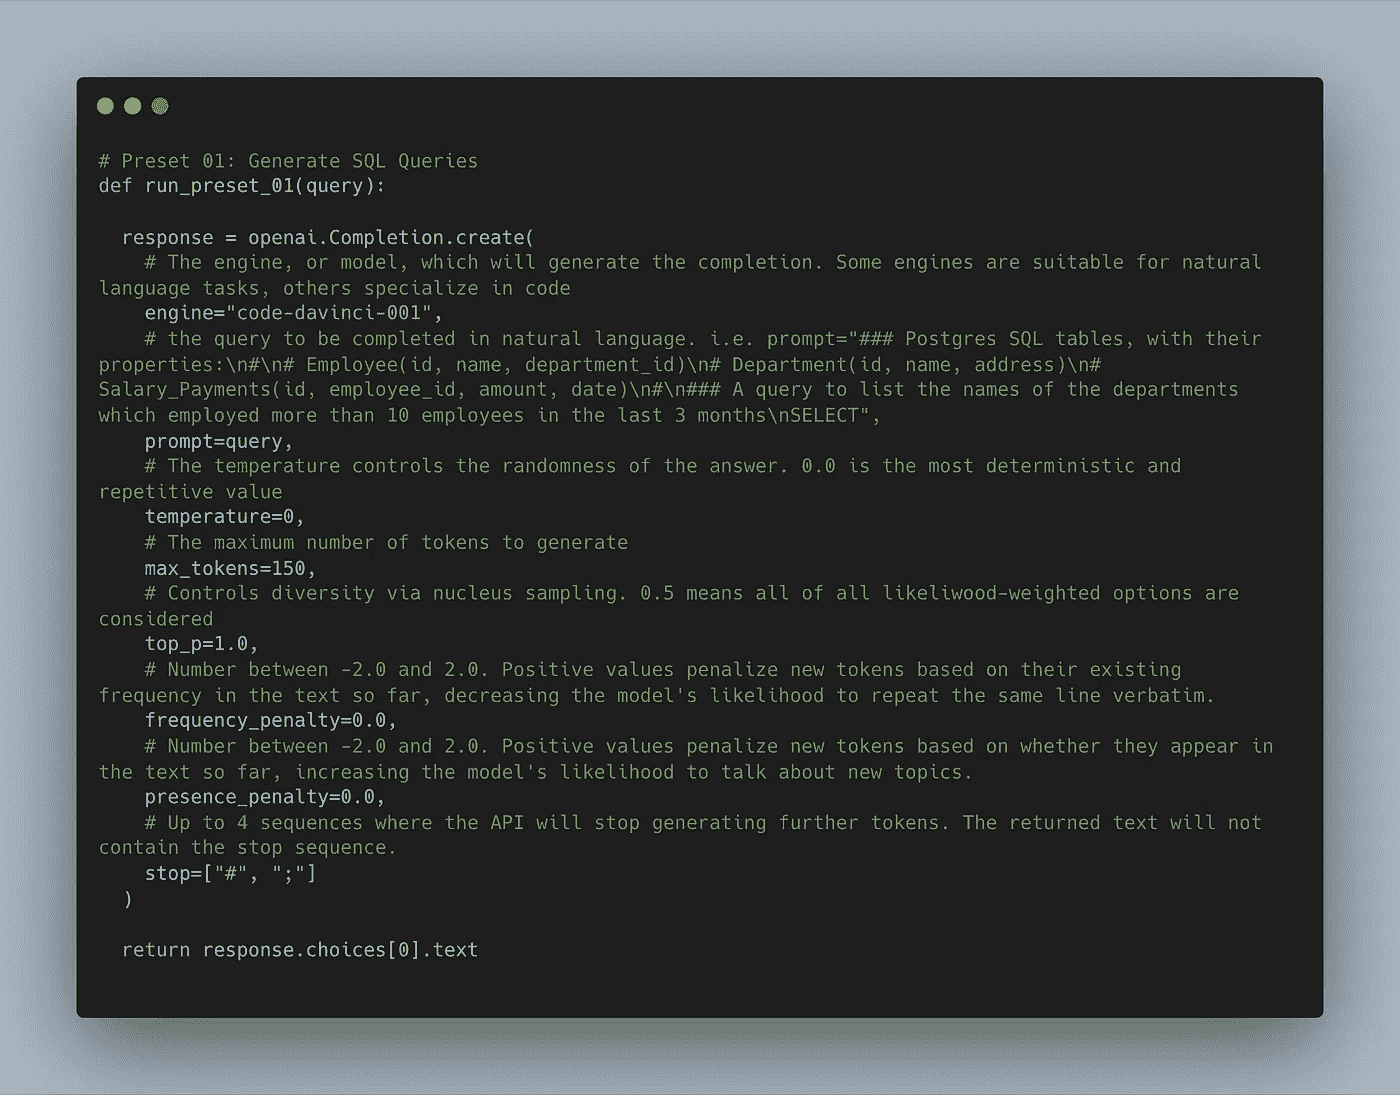 # Preset 01: Generate SQL Queries
def run_preset_01(query):
response = openai.Completion.create(
# The engine, or model, which will generate the completion. Some engines are suitable for natural
language tasks, others specialize in code
engine="code-davinci-001",
# the query to be completed in natural language. i.e. prompt="### Postgres SQL tables, with their
properties:\n#\n# Employee(id, name, department_id)\n# Department(id, name, address)\n#
Salary_Payments(id, employee_id, amount, date)\n#\n### A query to list the names of the departments
which employed more than 10 employees in the last 3 months\nSELECT",
prompt=query,
# The temperature controls the randomness of the answer. 0.0 is the most deterministic and
repetitive value
temperature=0,
# The maximum number of tokens to generate
max_tokens=150,
# Controls diversity via nucleus sampling. 0.5 means all of all likeliwood-weighted options are
considered
top_p=1.0,
# Number between -2.0 and 2.0. Positive values penalize new tokens based on their existing
frequency in the text so far, decreasing the model's likelihood to repeat the same line verbatim.
frequency_penalty=0.0,
# Number between -2.0 and 2.0. Positive values penalize new tokens based on whether they appear in
the text so far, increasing the model's likelihood to talk about new topics.
presence_penalty=0.0,
# Up to 4 sequences where the API will stop generating further tokens. The returned text will not
contain the stop sequence.
stop=["#", ";"]
)
return response.choices[0].text